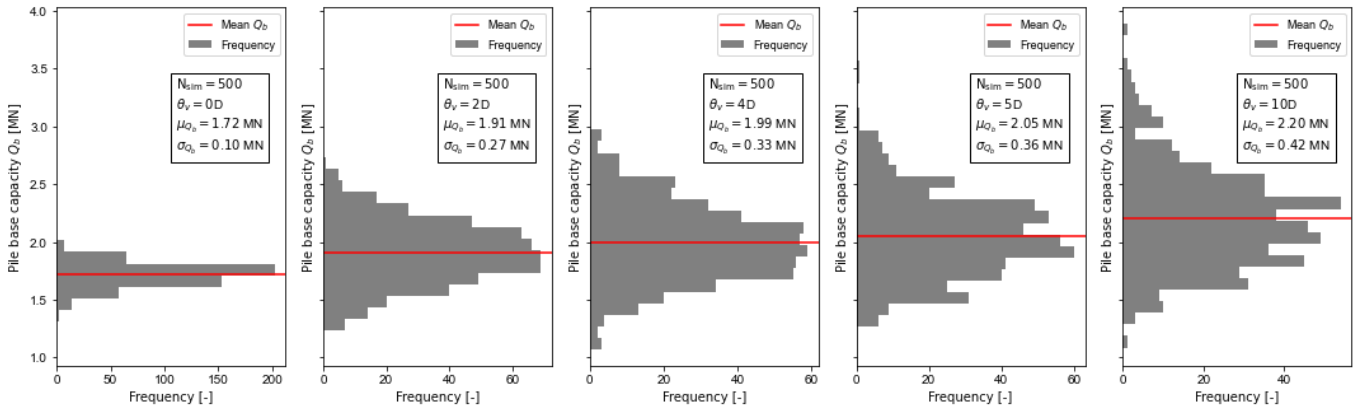 Mean Q_b
Frequency
N_sim = 500
θ_v = 0D
μ_Q_b = 1.72 MN
σ_Q_b = 0.10 MN
Pile base capacity Q_b [MN]
4.0
3.5
3.0
2.5
2.0
1.5
1.0
0 50 100 150 200
Frequency [-]
Mean Q_b
Frequency
N_sim = 500
θ_v = 2D
μ_Q_b = 1.91 MN
σ_Q_b = 0.27 MN
Pile base capacity Q_b [MN]
0 20 40 60
Frequency [-]
Mean Q_b
Frequency
N_sim = 500
θ_v = 4D
μ_Q_b = 1.99 MN
σ_Q_b = 0.33 MN
Pile base capacity Q_b [MN]
0 20 40 60
Frequency [-]
Mean Q_b
Frequency
N_sim = 500
θ_v = 5D
μ_Q_b = 2.05 MN
σ_Q_b = 0.36 MN
Pile base capacity Q_b [MN]
0 20 40 60
Frequency [-]
Mean Q_b
Frequency
N_sim = 500
θ_v = 10D
μ_Q_b = 2.20 MN
σ_Q_b = 0.42 MN
Pile base capacity Q_b [MN]
0 20 40
Frequency [-]